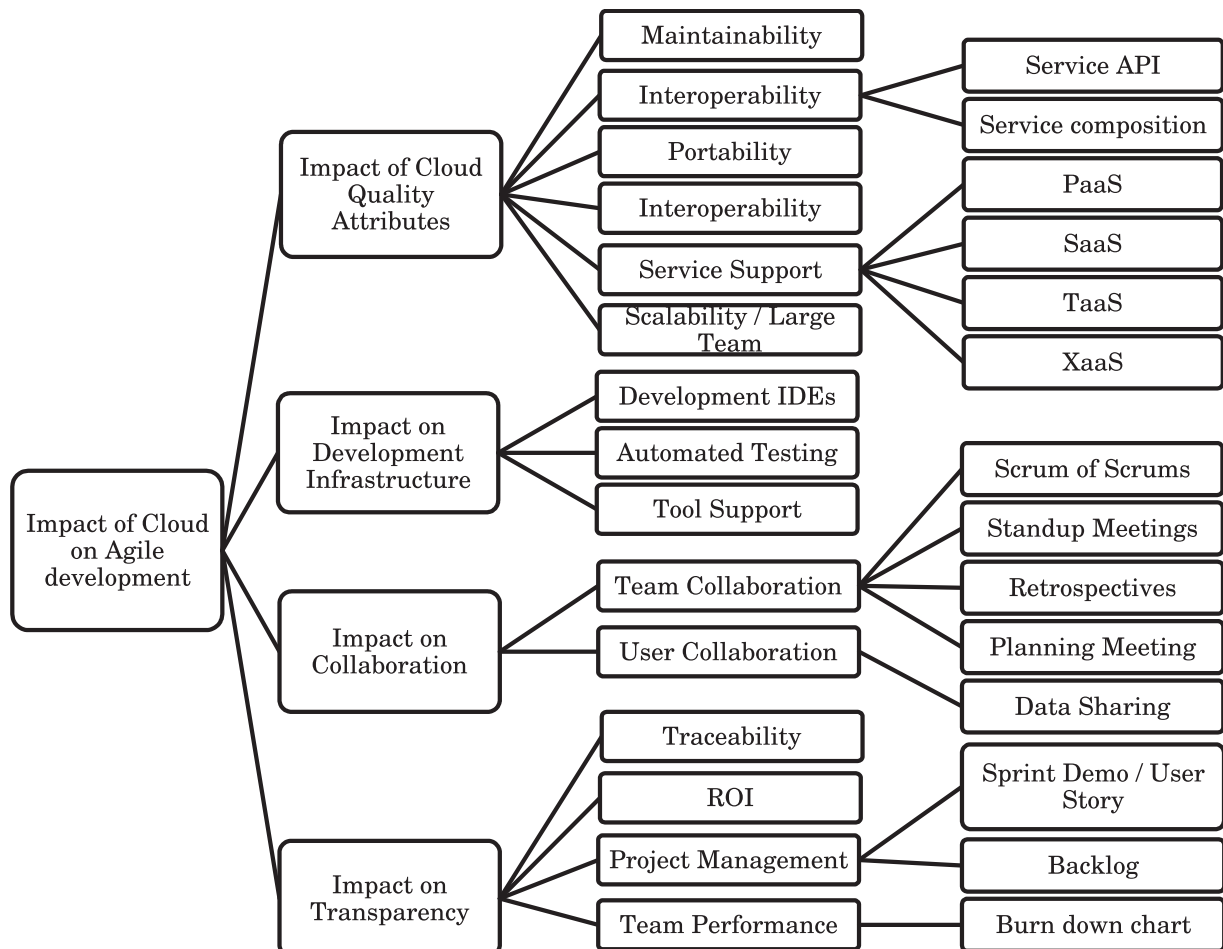 Impact of Cloud
on Agile
development
Impact of Cloud
Quality
Attributes
Maintainability
Interoperability
Service API
Service composition
Portability
Interoperability
Service Support
PaaS
SaaS
TaaS
XaaS
Scalability / Large
Team
Impact on
Development
Infrastructure
Development IDEs
Automated Testing
Tool Support
Impact on
Collaboration
Team Collaboration
Scrum of Scrums
Standup Meetings
Retrospectives
Planning Meeting
User Collaboration
Data Sharing
Impact on
Transparency
Traceability
ROI
Project Management
Sprint Demo / User
Story
Backlog
Team Performance
Burn down chart